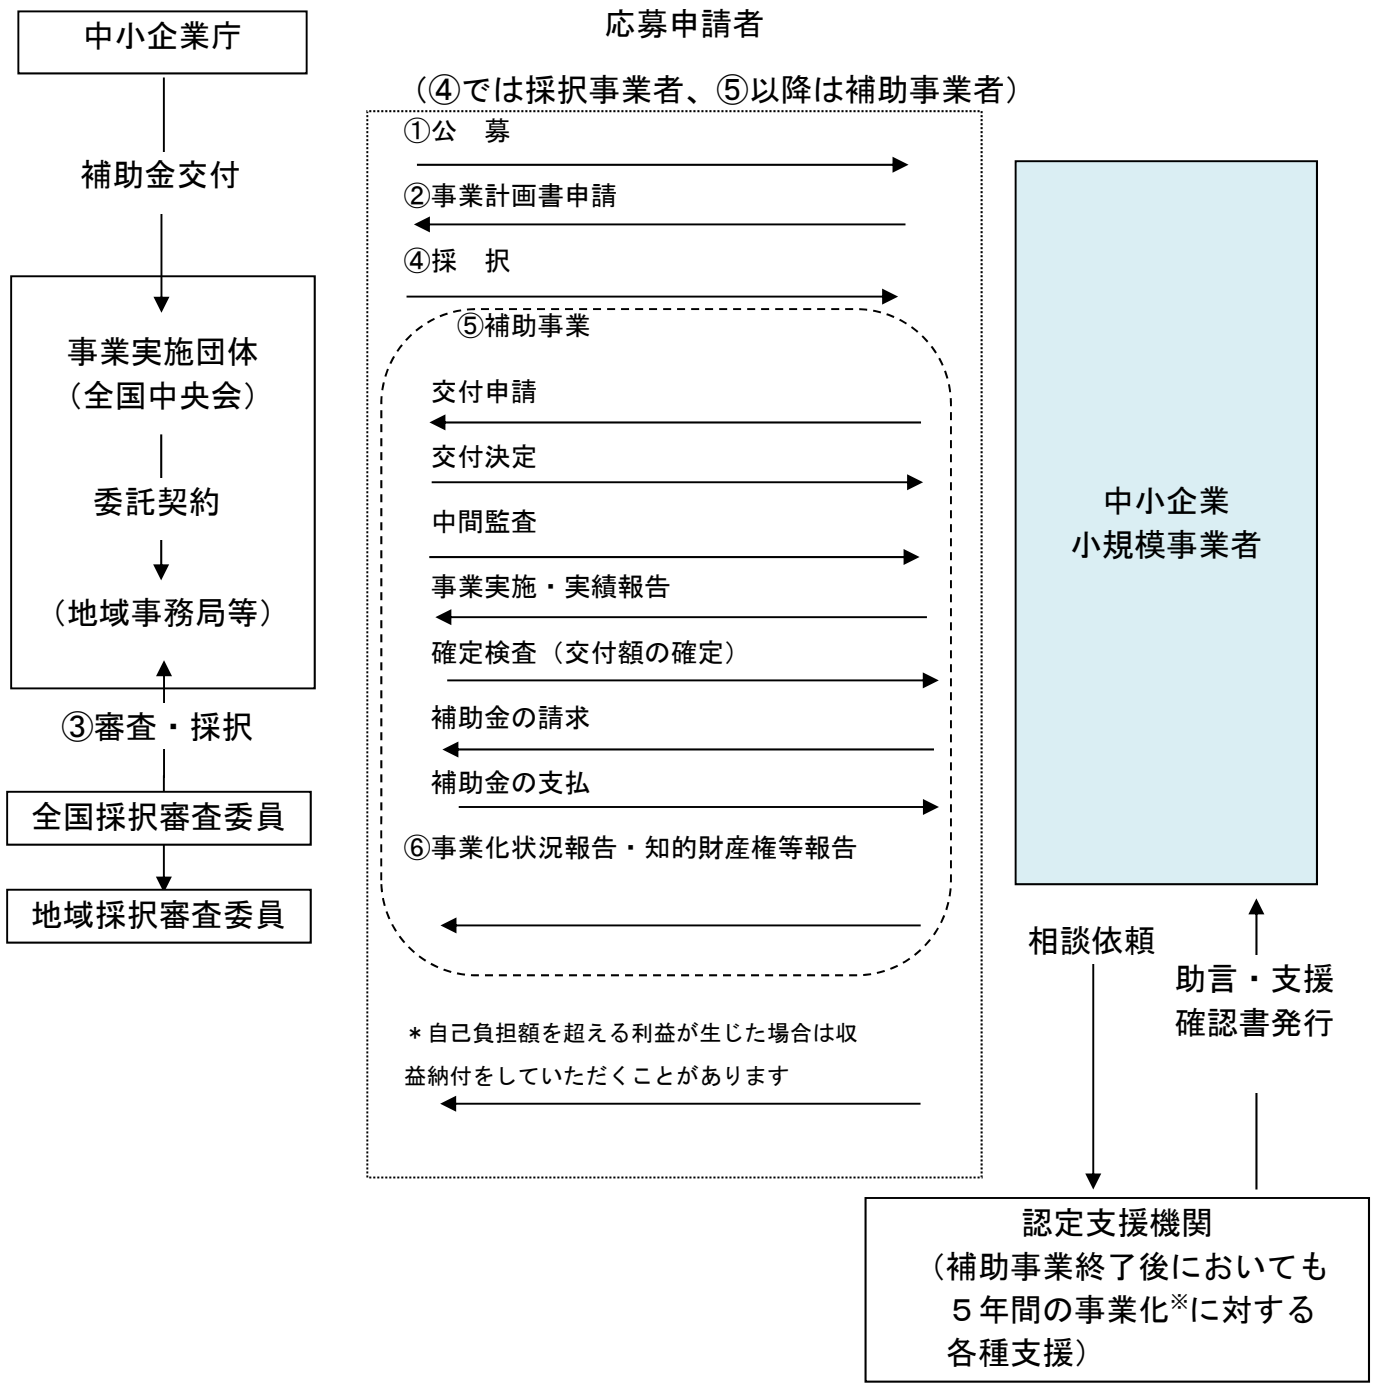 中小企業庁
補助金交付
事業実施団体
（全国中央会）
委託契約
（地域事務局等）
③審査・採択
全国採択審査委員
地域採択審査委員
応募申請者
（④では採択事業者、⑤以降は補助事業者）
①公　募
②事業計画書申請
④採　択
⑤補助事業
交付申請
交付決定
中間監査
事業実施・実績報告
確定検査（交付額の確定）
補助金の請求
補助金の支払
⑥事業化状況報告・知的財産権等報告
＊自己負担額を超える利益が生じた場合は収
益納付をしていただくことがあります
中小企業
小規模事業者
相談依頼
助言・支援
確認書発行
認定支援機関
（補助事業終了後においても
５年間の事業化※に対する
各種支援）